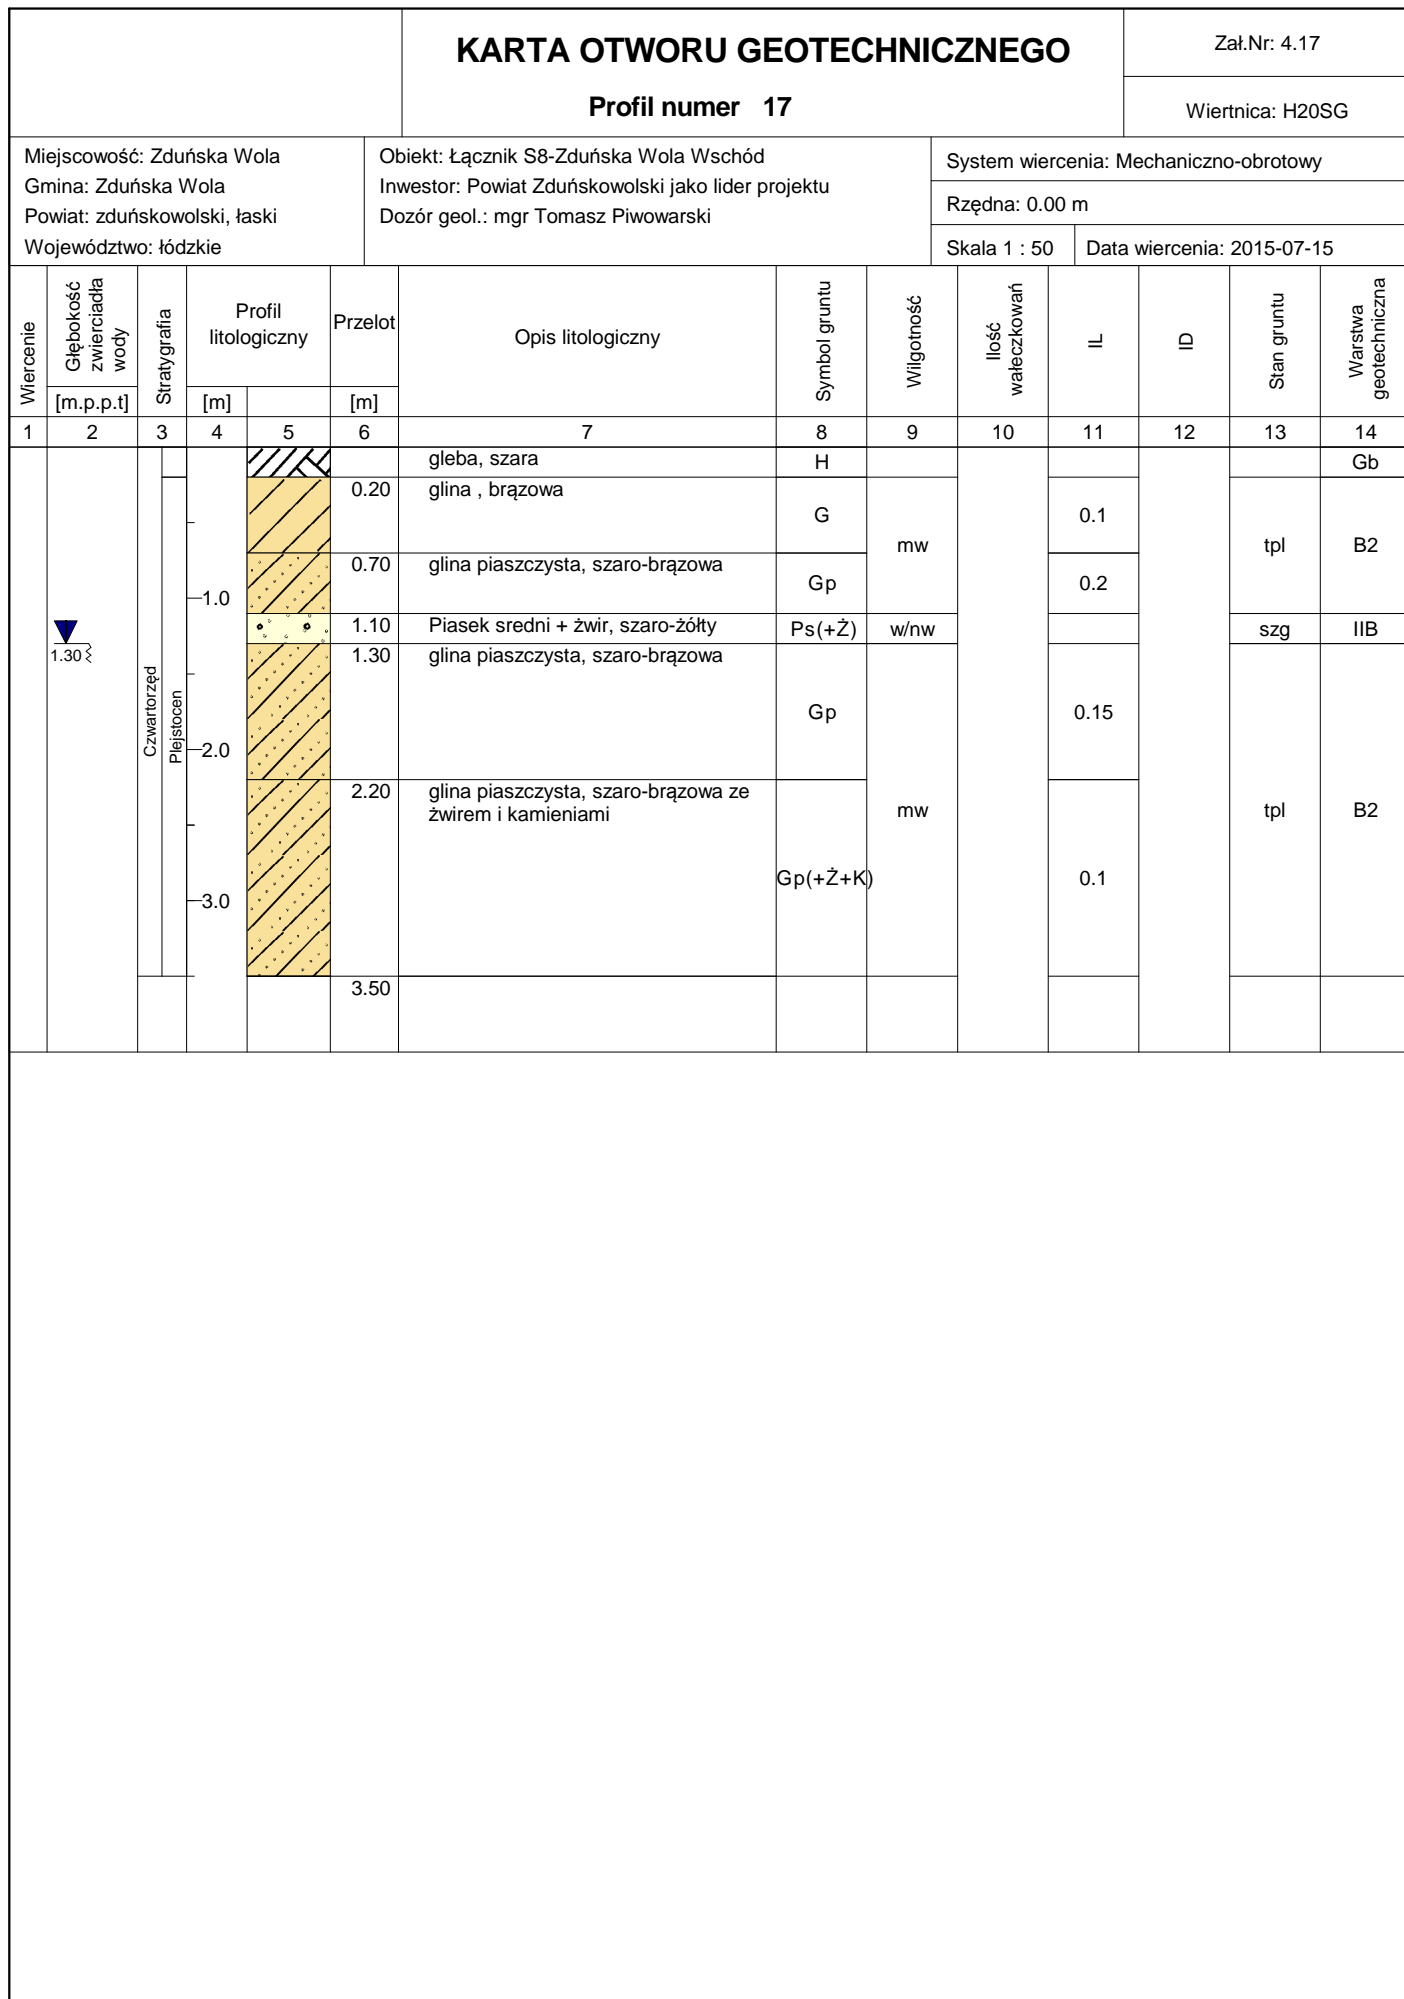 KARTA OTWORU GEOTECHNICZNEGO
Profil numer 17
Zał.Nr: 4.17
Wiertnica: H20SG
Miejscowość: Zduńska Wola
Gmina: Zduńska Wola
Powiat: zduńskowolski, łaski
Województwo: łódzkie
Obiekt: Łącznik S8-Zduńska Wola Wschód
Inwestor: Powiat Zduńskowolski jako lider projektu
Dozór geol.: mgr Tomasz Piwowarski
System wiercenia: Mechaniczno-obrotowy
Rzędna: 0.00 m
Skala 1 : 50
Data wiercenia: 2015-07-15
Wiercenie
Głębokość
zwierciadła
wody
[m.p.p.t]
Stratygrafia
Profil
litologiczny
[m]
Przelot
[m]
Opis litologiczny
Symbol gruntu
Wilgotność
Ilość
wałeczkowań
IL
ID
Stan gruntu
Warstwa
geotechniczna
1 2 3 4 5 6 7 8 9 10 11 12 13 14
gleba, szara H Gb
0.20 glina , brązowa
G 0.1
mw tpl B2
0.70 glina piaszczysta, szaro-brązowa
1.0 Gp 0.2
1.10 Piasek sredni + żwir, szaro-żółty Ps(+Ż) w/nw szg IIB
1.30
1.30 glina piaszczysta, szaro-brązowa
Czwartorzęd
Plejstocen
Gp 0.15
2.0
2.20 glina piaszczysta, szaro-brązowa ze
żwirem i kamieniami
mw tpl B2
Gp(+Ż+K) 0.1
3.0
3.50